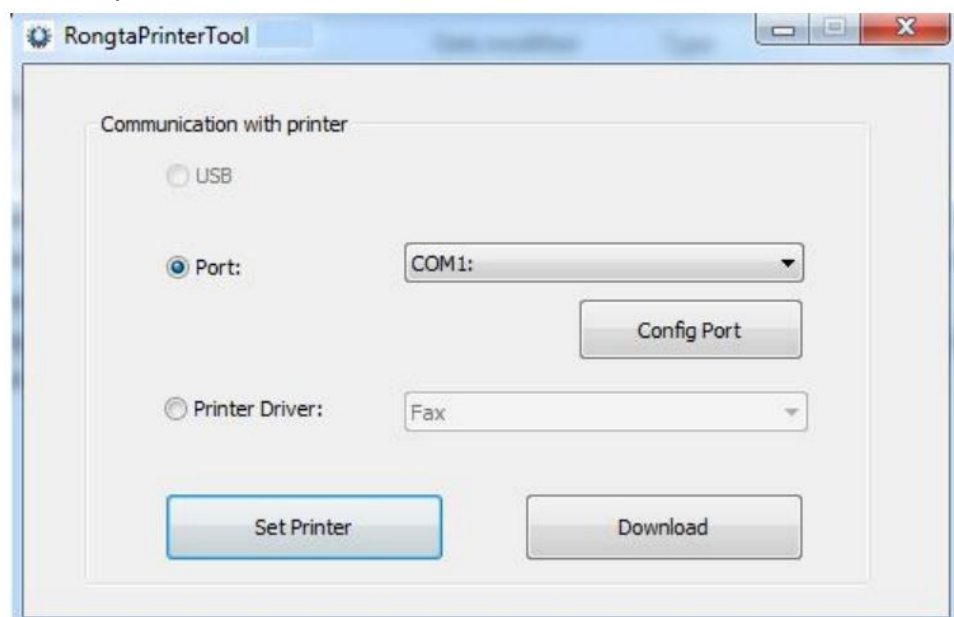 RongtaPrinterTool
Communication with printer
USB
Port:
COM1:
Config Port
Printer Driver:
Fax
Set Printer
Download